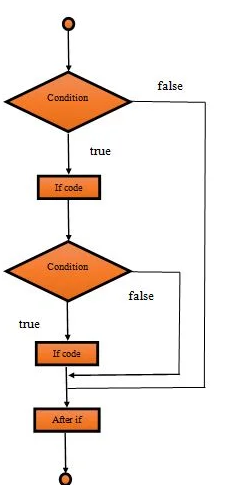 false
Condition
true
If code
Condition
false
true
If code
After if